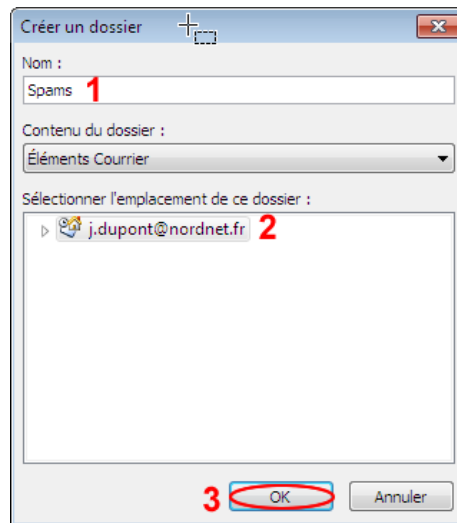 Créer un dossier
Nom :
Spams 1
Contenu du dossier :
Éléments Courrier
Sélectionner l'emplacement de ce dossier :
j.dupont@nordnet.fr 2
3 OK Annuler